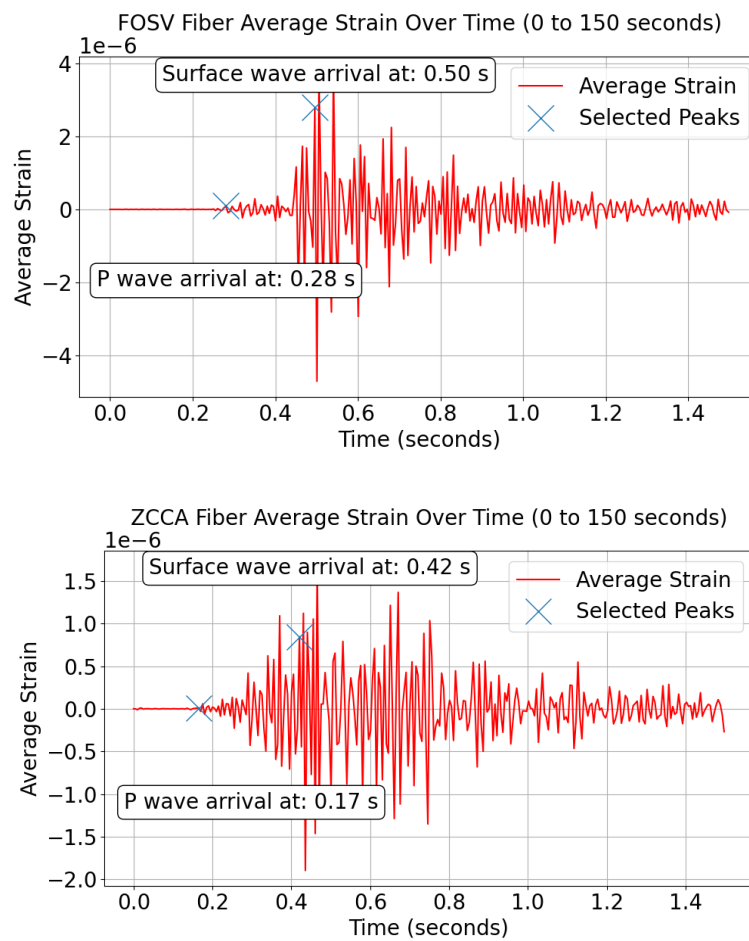 FOSV Fiber Average Strain Over Time (0 to 150 seconds)
1e−6
4
2
0
−2
−4
Average Strain
Surface wave arrival at: 0.50 s
P wave arrival at: 0.28 s
Average Strain
Selected Peaks
0.0 0.2 0.4 0.6 0.8 1.0 1.2 1.4
Time (seconds)
ZCCA Fiber Average Strain Over Time (0 to 150 seconds)
1e−6
1.5
1.0
0.5
0.0
−0.5
−1.0
−1.5
−2.0
Average Strain
Surface wave arrival at: 0.42 s
P wave arrival at: 0.17 s
Average Strain
Selected Peaks
0.0 0.2 0.4 0.6 0.8 1.0 1.2 1.4
Time (seconds)